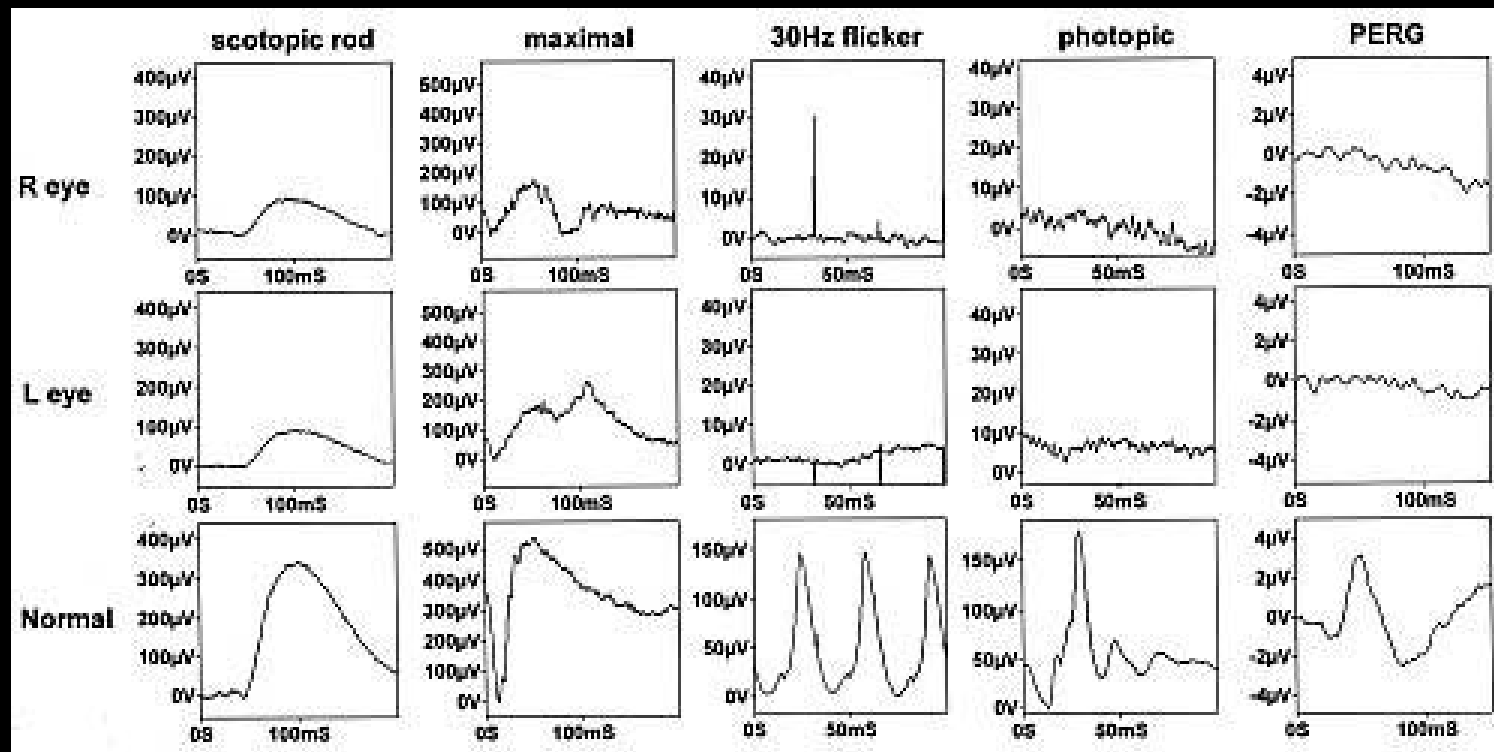 scotopic rod maximal 30Hz flicker photopic PERG
R eye
400µV 300µV 200µV 100µV 0V
0S 100mS
500µV 400µV 300µV 200µV 100µV 0V
0S 100mS
40µV 30µV 20µV 10µV 0V
0S 50mS
40µV 30µV 20µV 10µV 0V
0S 50mS
4µV 2µV 0V -2µV -4µV
0S 100mS
L eye
400µV 300µV 200µV 100µV 0V
0S 100mS
500µV 400µV 300µV 200µV 100µV 0V
0S 100mS
40µV 30µV 20µV 10µV 0V
0S 50mS
40µV 30µV 20µV 10µV 0V
0S 50mS
4µV 2µV 0V -2µV -4µV
0S 100mS
Normal
400µV 300µV 200µV 100µV 0V
0S 100mS
500µV 400µV 300µV 200µV 100µV 0V
0S 100mS
150µV 100µV 50µV 0V
0S 50mS
150µV 100µV 50µV 0V
0S 50mS
4µV 2µV 0V -2µV -4µV
0S 100mS